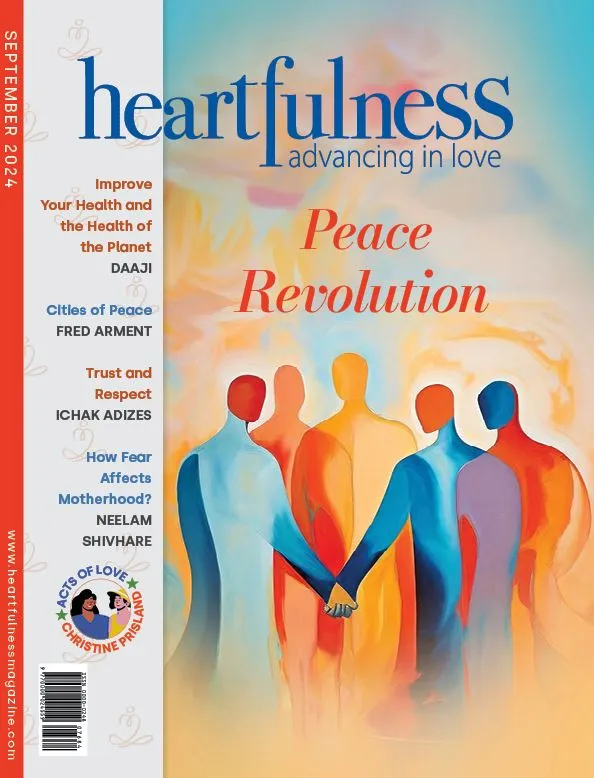 SEPTEMBER 2024
heartfulness
advancing in love
Peace
Revolution
Improve
Your Health and
the Health of
the Planet
DAAJI
Cities of Peace
FRED ARMENT
Trust and
Respect
ICHAK ADIZES
How Fear
Affects
Motherhood?
NEELAM
SHIVHARE
ACTS OF LOVE
CHRISTINE PRISLAND
www.heartfulnessmagazine.com
07684